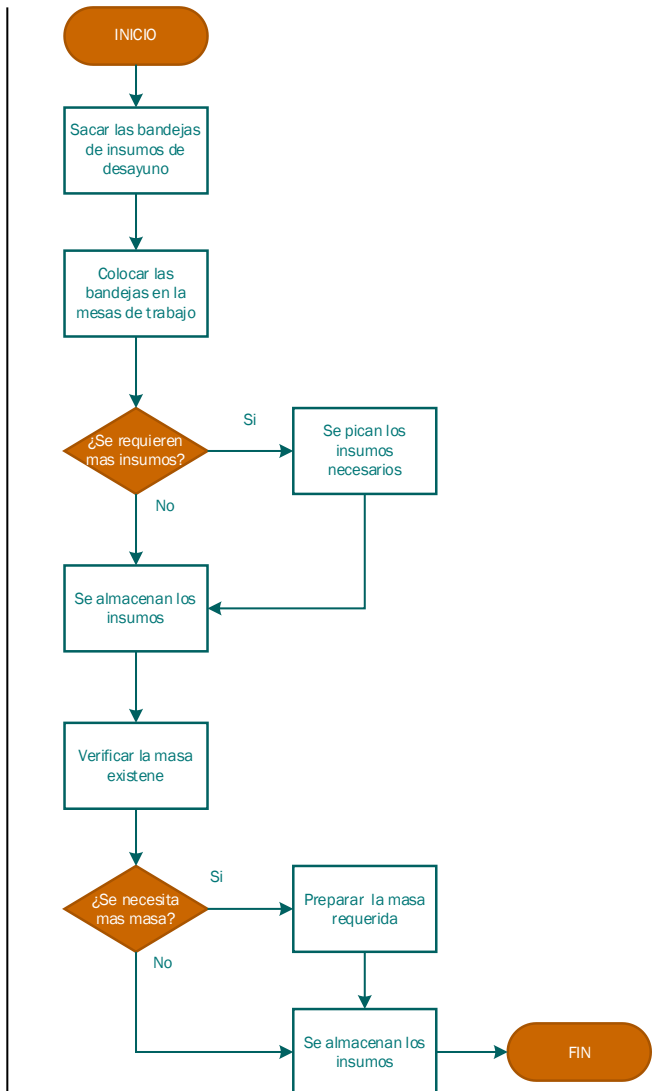 INICIO
Sacar las bandejas
de insumos de
desayuno
Colocar las
bandejas en la
mesas de trabajo
¿Se requieren
mas insumos?
Si
Se pican los
insumos
necesarios
No
Se almacenan los
insumos
Verificar la masa
existene
¿Se necesita
mas masa?
Si
Preparar la masa
requerida
No
Se almacenan los
insumos
FIN